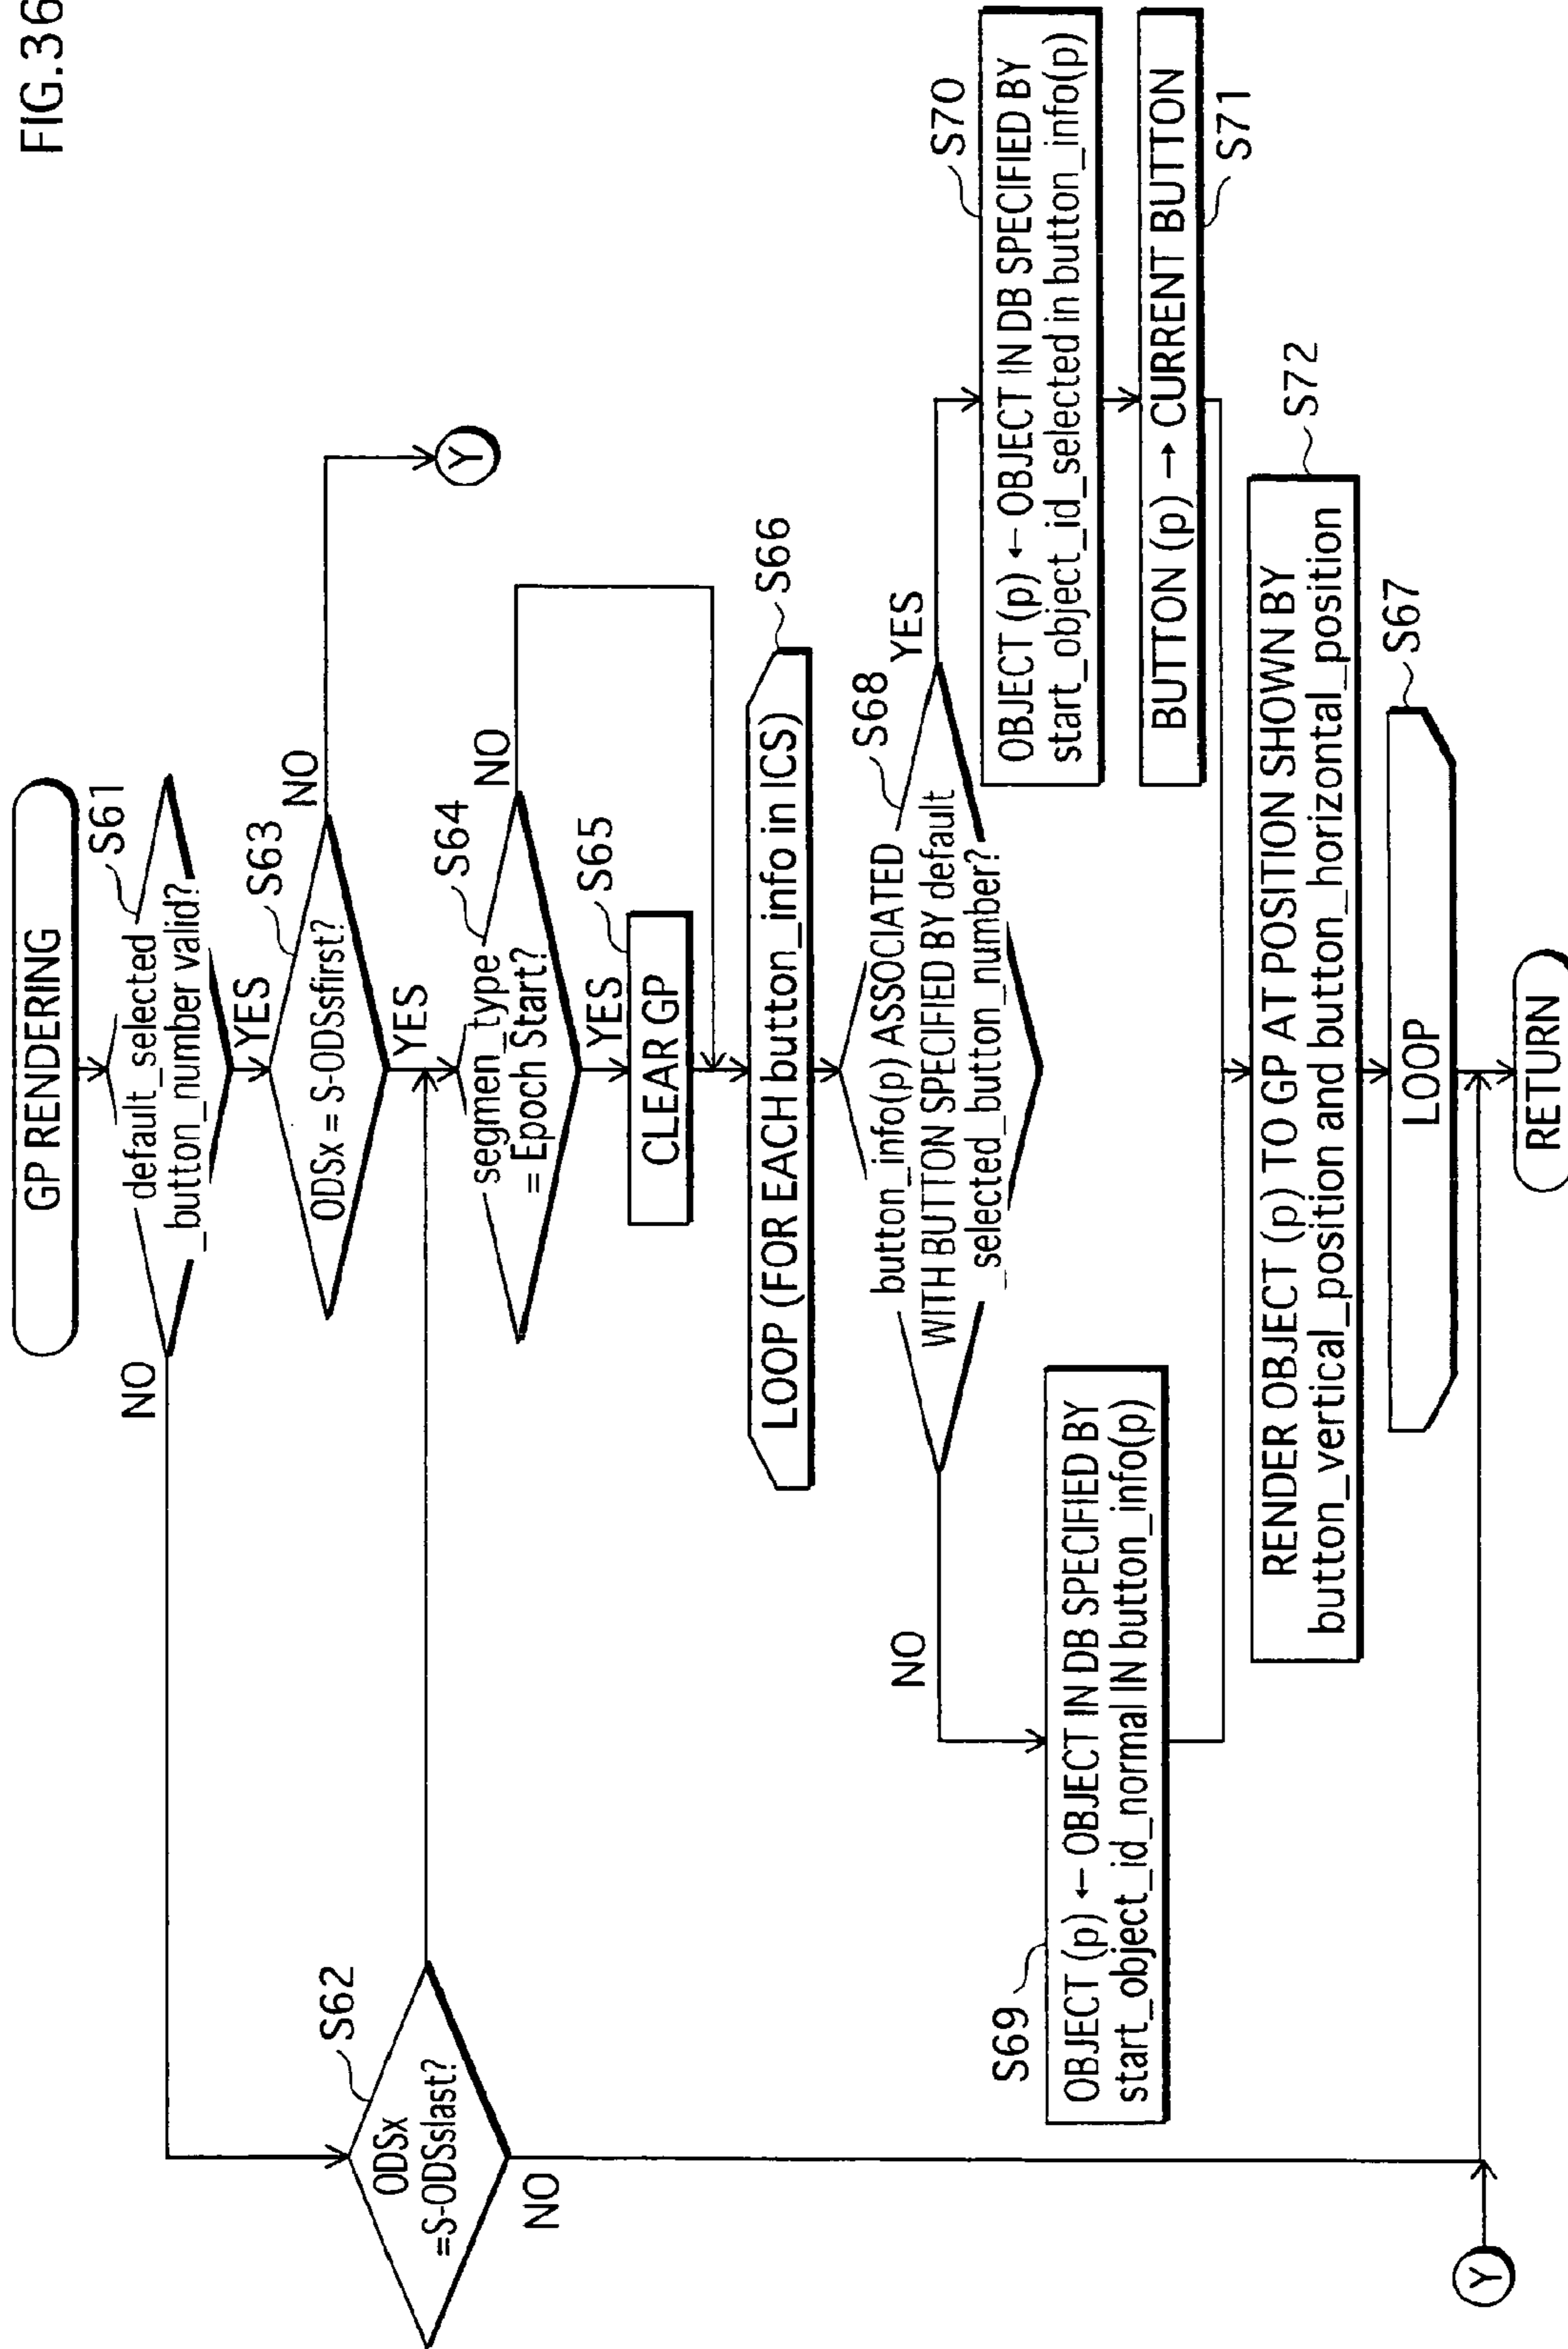 FIG.36
GP RENDERING
S61
default_selected
_button_number valid?
NO
YES
S62
ODSx
=S-ODSslast?
NO
S63
ODSx = S-ODSsfirst?
NO
Y
YES
S64
segmen_type
= Epoch Start?
NO
YES
S65
CLEAR GP
S66
LOOP (FOR EACH button_info in ICS)
S68
button_info(p) ASSOCIATED
WITH BUTTON SPECIFIED BY default
_selected_button_number?
NO
YES
S69
OBJECT (p) ← OBJECT IN DB SPECIFIED BY
start_object_id_normal IN button_info(p)
S70
OBJECT (p) ← OBJECT IN DB SPECIFIED BY
start_object_id_selected in button_info(p)
BUTTON (p) → CURRENT BUTTON
S71
S72
RENDER OBJECT (p) TO GP AT POSITION SHOWN BY
button_vertical_position and button_horizontal_position
S67
LOOP
Y
RETURN